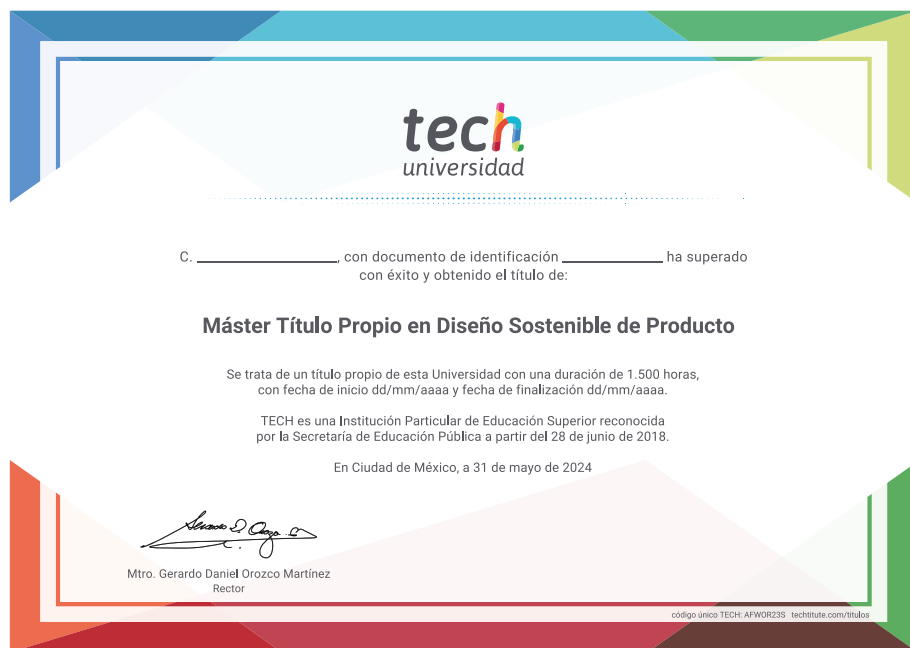 tech
universidad
C. ____________________, con documento de identificación ______________ ha superado
con éxito y obtenido el título de:
Máster Título Propio en Diseño Sostenible de Producto
Se trata de un título propio de esta Universidad con una duración de 1.500 horas,
con fecha de inicio dd/mm/aaaa y fecha de finalización dd/mm/aaaa.
TECH es una Institución Particular de Educación Superior reconocida
por la Secretaría de Educación Pública a partir del 28 de junio de 2018.
En Ciudad de México, a 31 de mayo de 2024
Mtro. Gerardo Daniel Orozco Martínez
Rector
código único TECH: AFWOR23S techtitute.com/titulos